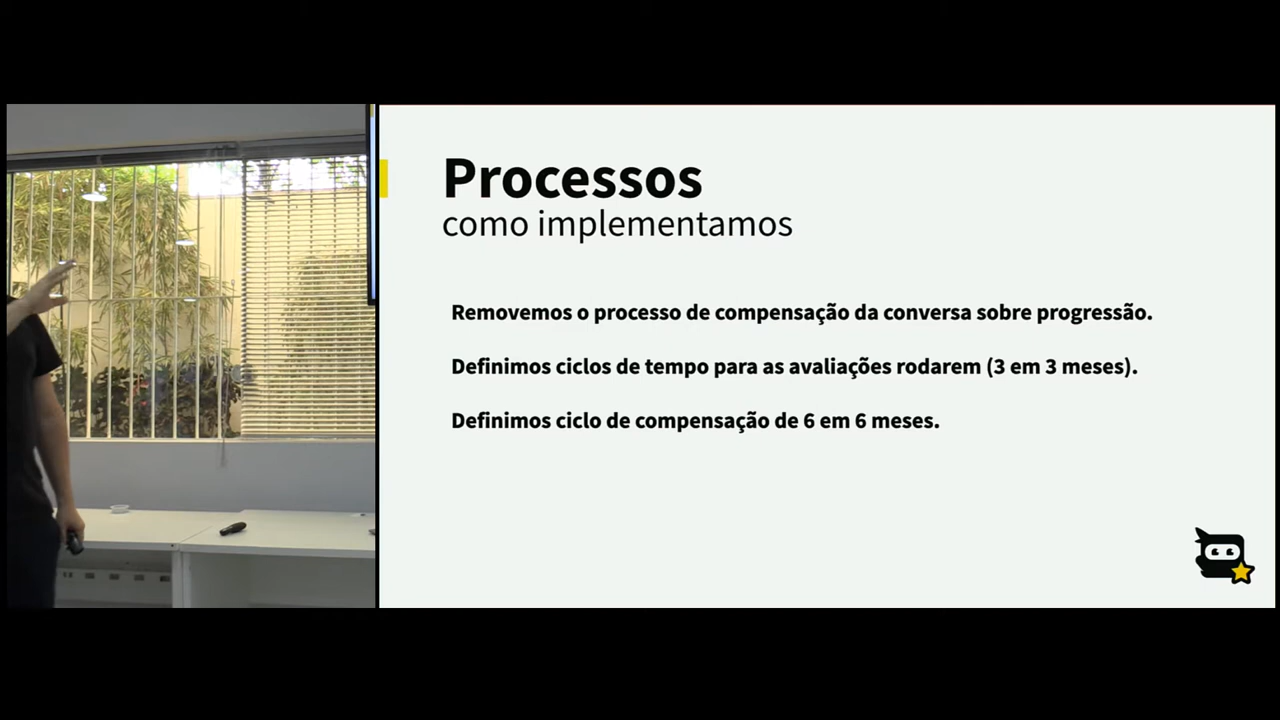 Processos
como implementamos
Removemos o processo de compensação da conversa sobre progressão.
Definimos ciclos de tempo para as avaliações rodarem (3 em 3 meses).
Definimos ciclo de compensação de 6 em 6 meses.